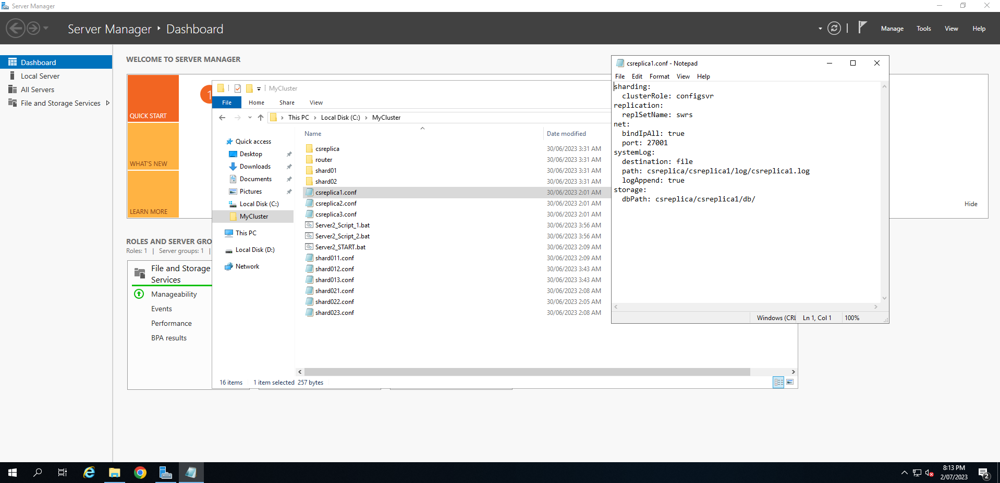 Server Manager
Server Manager ‣ Dashboard
Manage Tools View Help
Dashboard
Local Server
All Servers
File and Storage Services
WELCOME TO SERVER MANAGER
QUICK START
WHAT'S NEW
LEARN MORE
1
Hide
ROLES AND SERVER GRO
Roles: 1 | Server groups: 1 |
File and Storage
Services
Manageability
Events
Performance
BPA results
MyCluster
File Home Share View
This PC › Local Disk (C:) › MyCluster
Quick access
Desktop
Downloads
Documents
Pictures
Local Disk (C:)
MyCluster
This PC
Local Disk (D:)
Network
Name Date modified
csreplica 30/06/2023 3:31 AM
router 30/06/2023 3:31 AM
shard01 30/06/2023 3:31 AM
shard02 30/06/2023 3:31 AM
csreplica1.conf 30/06/2023 2:01 AM
csreplica2.conf 30/06/2023 2:01 AM
csreplica3.conf 30/06/2023 2:01 AM
Server2_Script_1.bat 30/06/2023 3:56 AM
Server2_Script_2.bat 30/06/2023 3:56 AM
Server2_START.bat 30/06/2023 2:09 AM
shard011.conf 30/06/2023 2:09 AM
shard012.conf 30/06/2023 3:43 AM
shard013.conf 30/06/2023 3:43 AM
shard021.conf 30/06/2023 2:08 AM
shard022.conf 30/06/2023 2:05 AM
shard023.conf 30/06/2023 2:08 AM
16 items 1 item selected 257 bytes
csreplica1.conf - Notepad
File Edit Format View Help
sharding:
  clusterRole: configsvr
replication:
  replSetName: swrs
net:
  bindIpAll: true
  port: 27001
systemLog:
  destination: file
  path: csreplica/csreplica1/log/csreplica1.log
  logAppend: true
storage:
  dbPath: csreplica/csreplica1/db/
Windows (CRL Ln 1, Col 1 100%
8:13 PM
2/07/2023
2